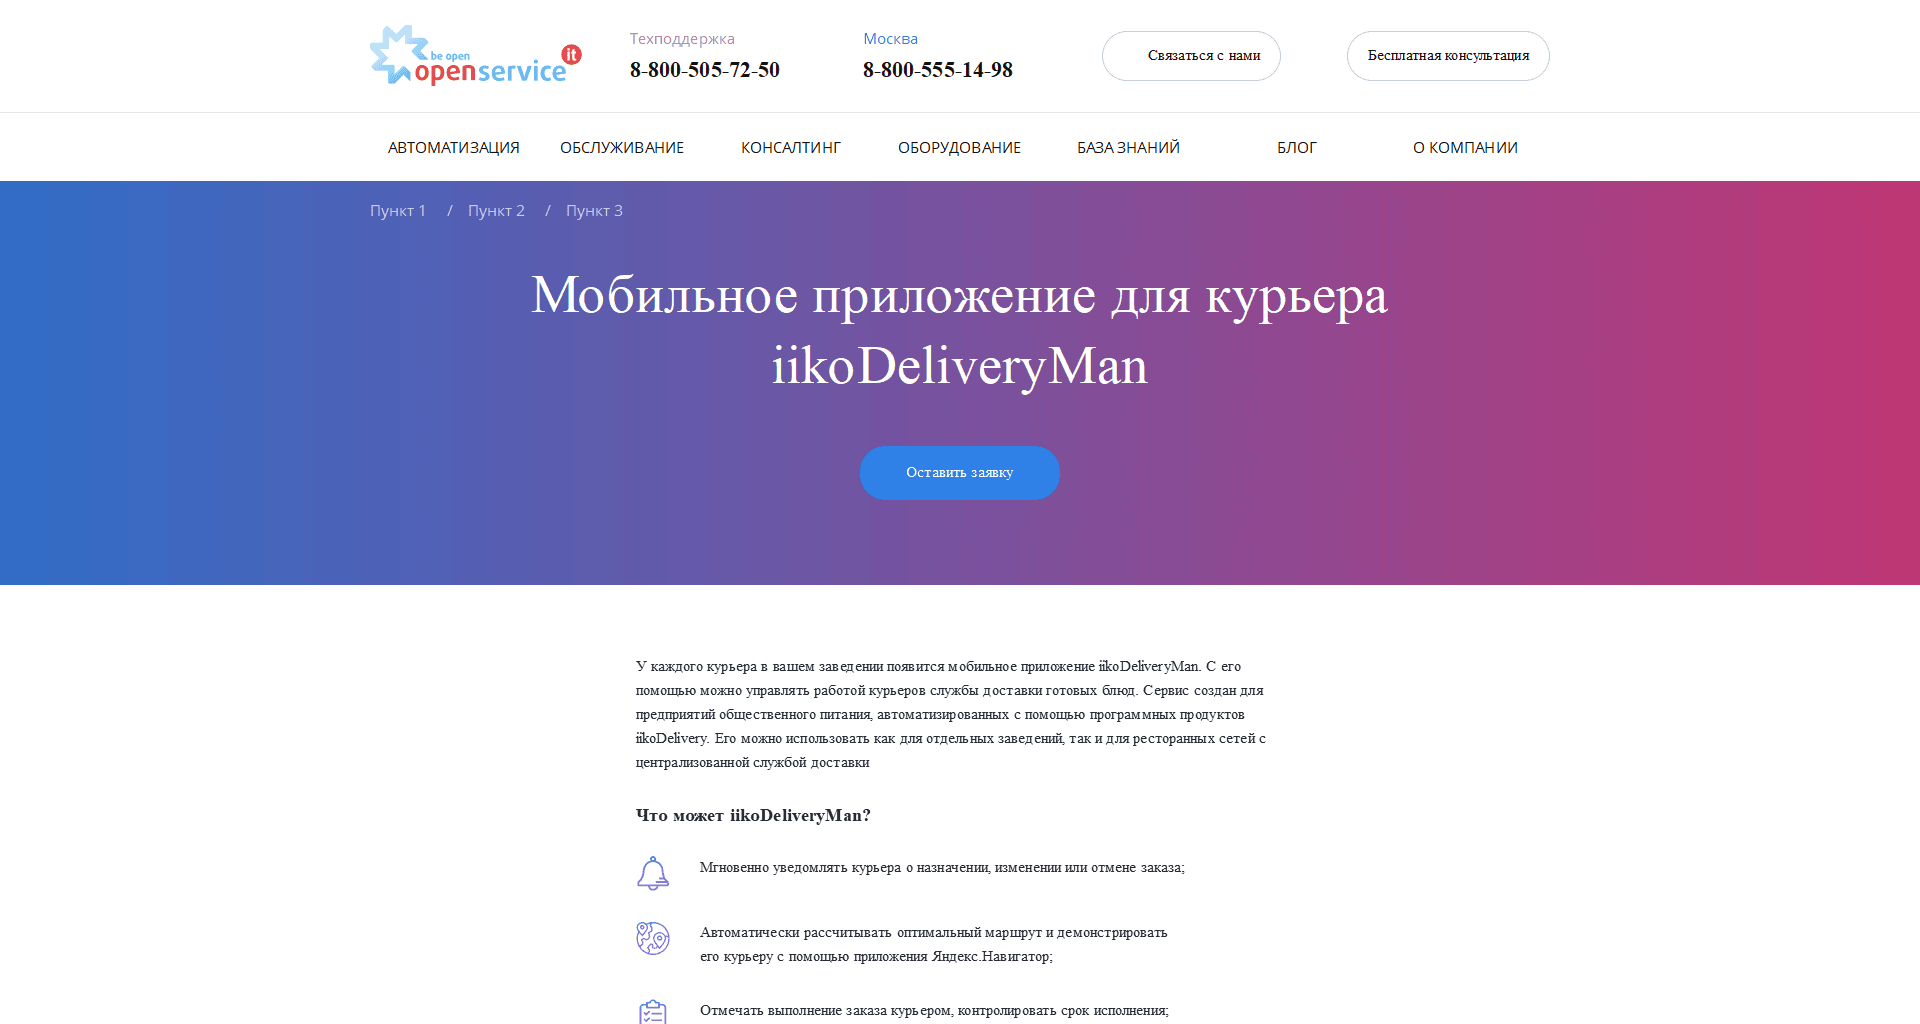 be open
openservice it
Техподдержка
8-800-505-72-50
Москва
8-800-555-14-98
Связаться с нами
Бесплатная консультация
АВТОМАТИЗАЦИЯ ОБСЛУЖИВАНИЕ КОНСАЛТИНГ ОБОРУДОВАНИЕ БАЗА ЗНАНИЙ БЛОГ О КОМПАНИИ
Пункт 1 / Пункт 2 / Пункт 3
Мобильное приложение для курьера
iikoDeliveryMan
Оставить заявку
У каждого курьера в вашем заведении появится мобильное приложение iikoDeliveryMan. С его
помощью можно управлять работой курьеров службы доставки готовых блюд. Сервис создан для
предприятий общественного питания, автоматизированных с помощью программных продуктов
iikoDelivery. Его можно использовать как для отдельных заведений, так и для ресторанных сетей с
централизованной службой доставки
Что может iikoDeliveryMan?
Мгновенно уведомлять курьера о назначении, изменении или отмене заказа;
Автоматически рассчитывать оптимальный маршрут и демонстрировать
его курьеру с помощью приложения Яндекс.Навигатор;
Отмечать выполнение заказа курьером, контролировать срок исполнения;